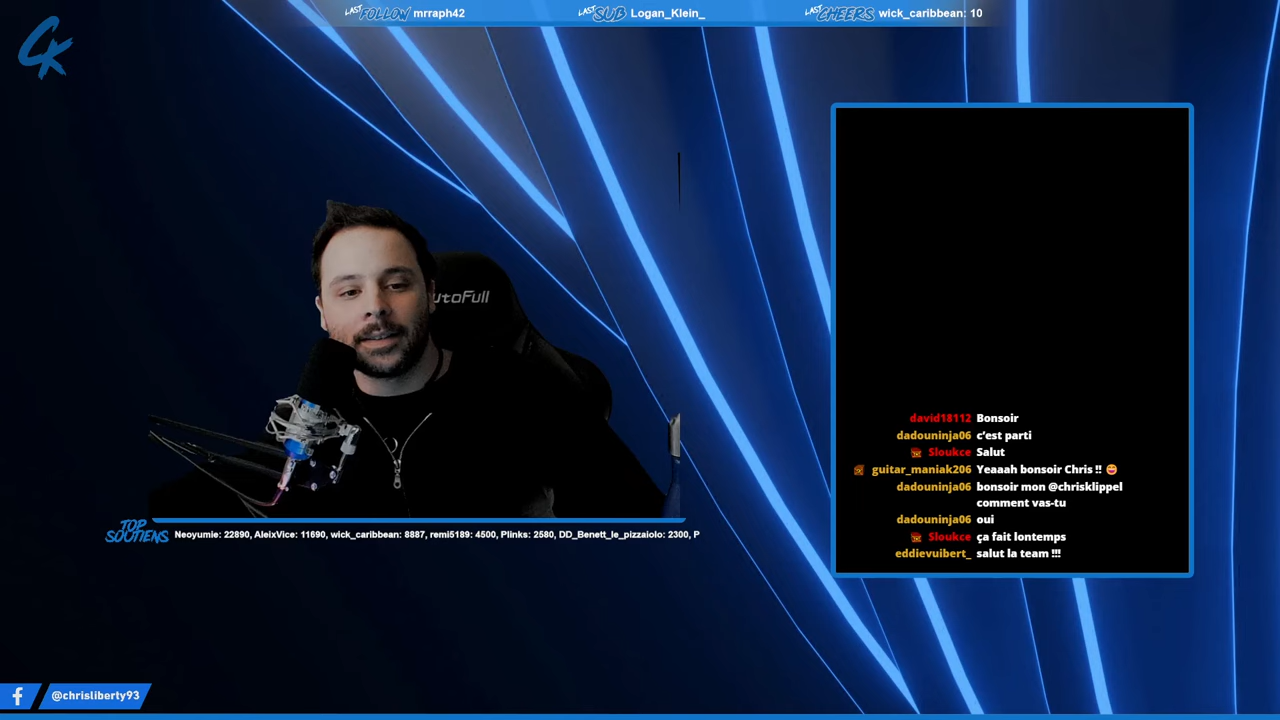 LAST FOLLOW mrraph42
LAST SUB Logan_Klein_
LAST CHEERS wick_caribbean: 10
CK
AutoFull
david18112 Bonsoir
dadouninja06 c'est parti
Sloukce Salut
guitar_maniak206 Yeaaah bonsoir Chris !! 😄
dadouninja06 bonsoir mon @chrisklippel
comment vas-tu
dadouninja06 oui
Sloukce ça fait lontemps
eddievuibert_ salut la team !!!
TOP SOUTIENS Neoyumie: 22890, AleixVice: 11690, wick_caribbean: 8887, remi5189: 4500, Plinks: 2580, DD_Benett_le_pizzaiolo: 2300, P
@chrisliberty93